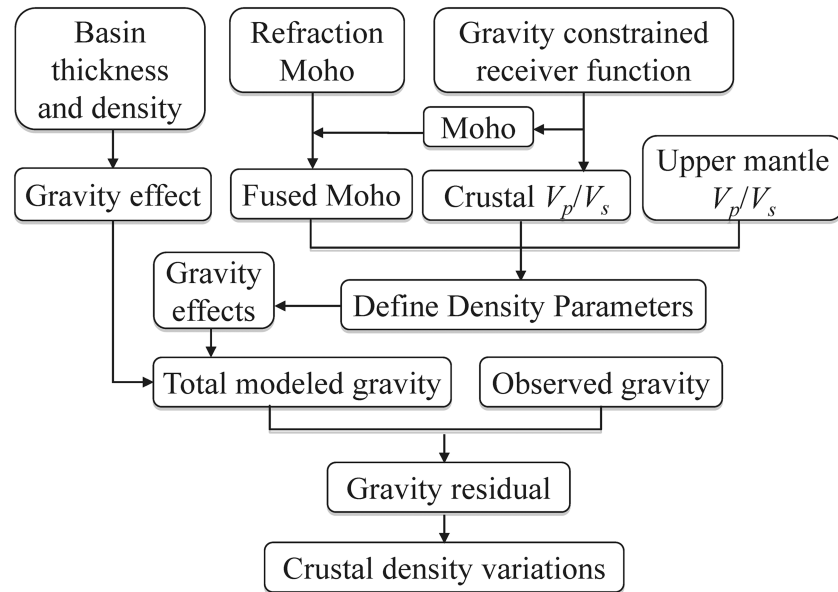 Basin
thickness
and density
Refraction
Moho
Gravity constrained
receiver function
Moho
Upper mantle
Vp/Vs
Gravity effect
Fused Moho
Crustal Vp/Vs
Gravity
effects
Define Density Parameters
Total modeled gravity
Observed gravity
Gravity residual
Crustal density variations